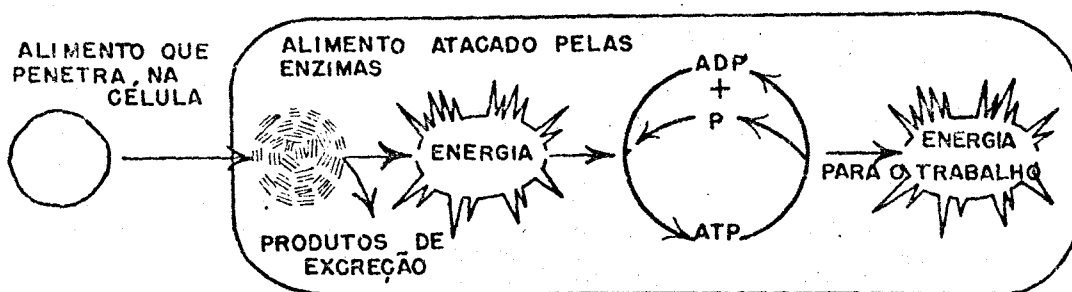 ALIMENTO QUE
PENETRA, NA
CÉLULA
ALIMENTO ATACADO PELAS
ENZIMAS
PRODUTOS DE
EXCREÇÃO
ENERGIA
ADP
+
P
ATP
ENERGIA
PARA O TRABALHO